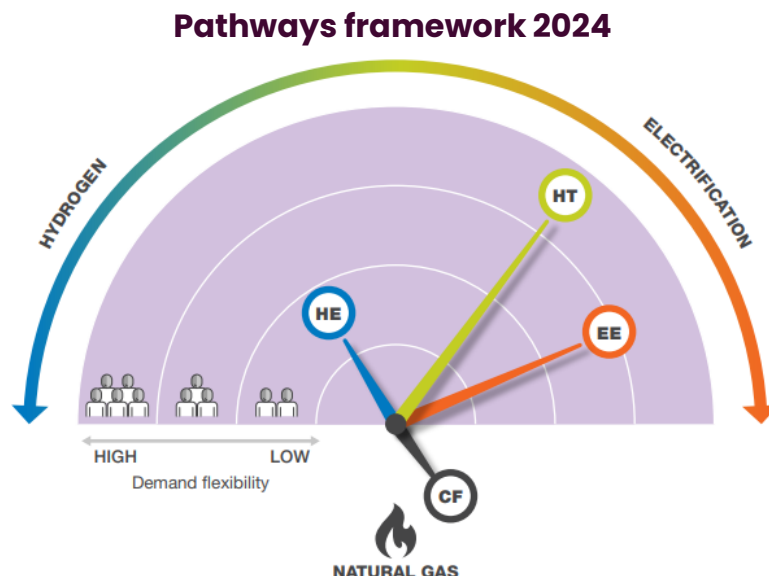 Pathways framework 2024
HYDROGEN
ELECTRIFICATION
HT
HE
EE
HIGH
LOW
Demand flexibility
CF
NATURAL GAS